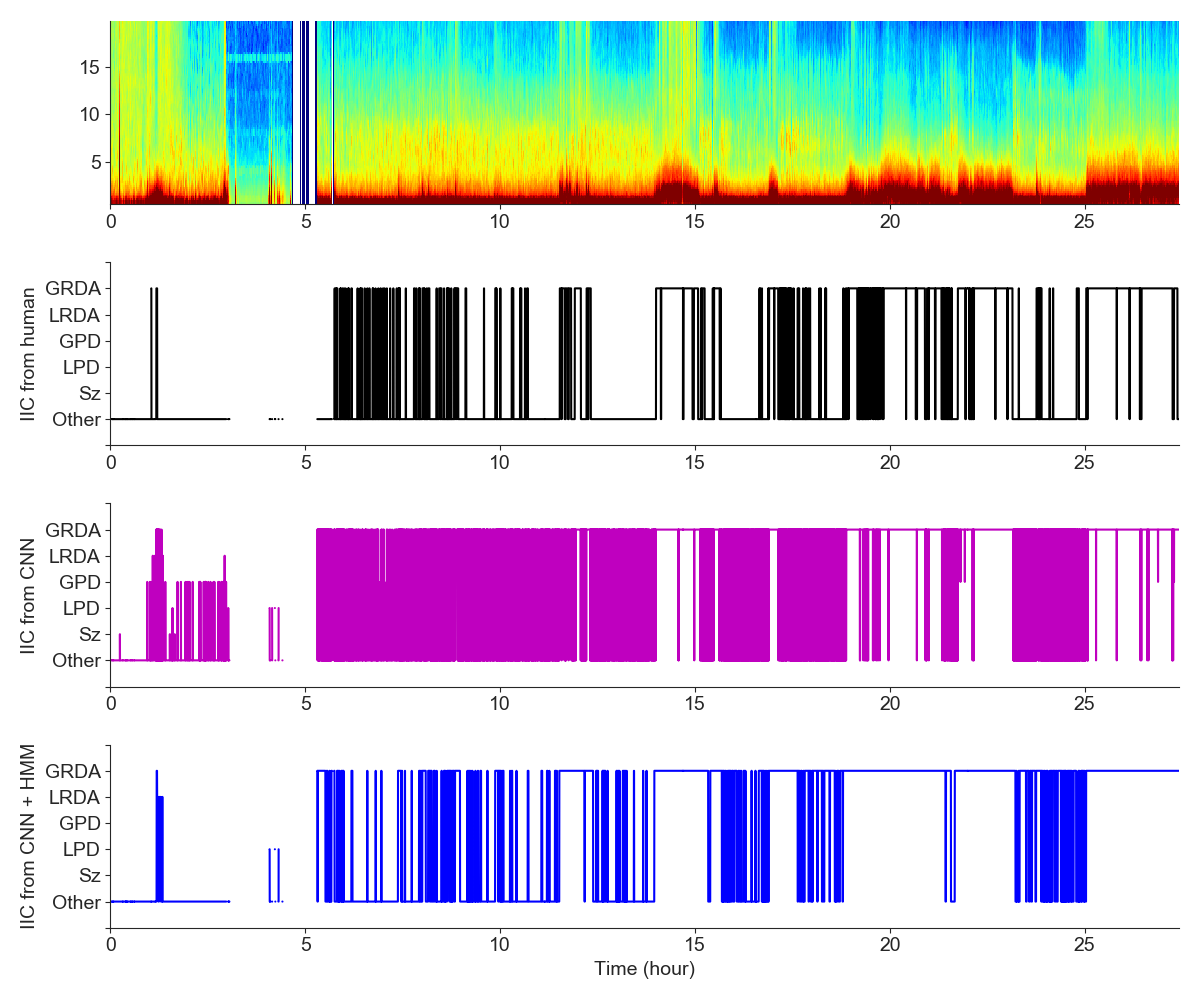 15
10
5
0 5 10 15 20 25
IIC from human
GRDA
LRDA
GPD
LPD
Sz
Other
0 5 10 15 20 25
IIC from CNN
GRDA
LRDA
GPD
LPD
Sz
Other
0 5 10 15 20 25
IIC from CNN + HMM
GRDA
LRDA
GPD
LPD
Sz
Other
0 5 10 15 20 25
Time (hour)